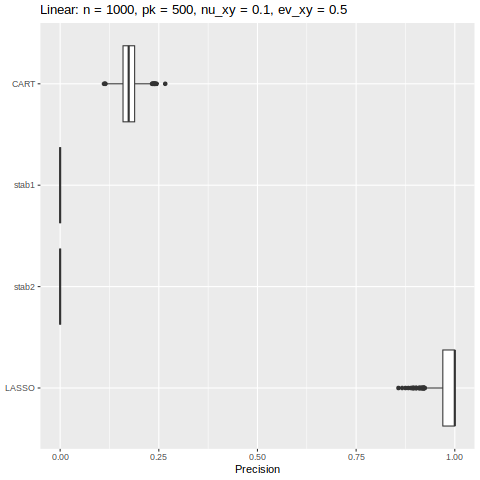 Linear: n = 1000, pk = 500, nu_xy = 0.1, ev_xy = 0.5
CART
stab1
stab2
LASSO
0.00 0.25 0.50 0.75 1.00
Precision